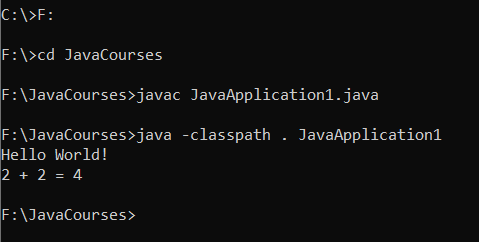 C:\>F:
F:\>cd JavaCourses
F:\JavaCourses>javac JavaApplication1.java
F:\JavaCourses>java -classpath . JavaApplication1
Hello World!
2 + 2 = 4
F:\JavaCourses>